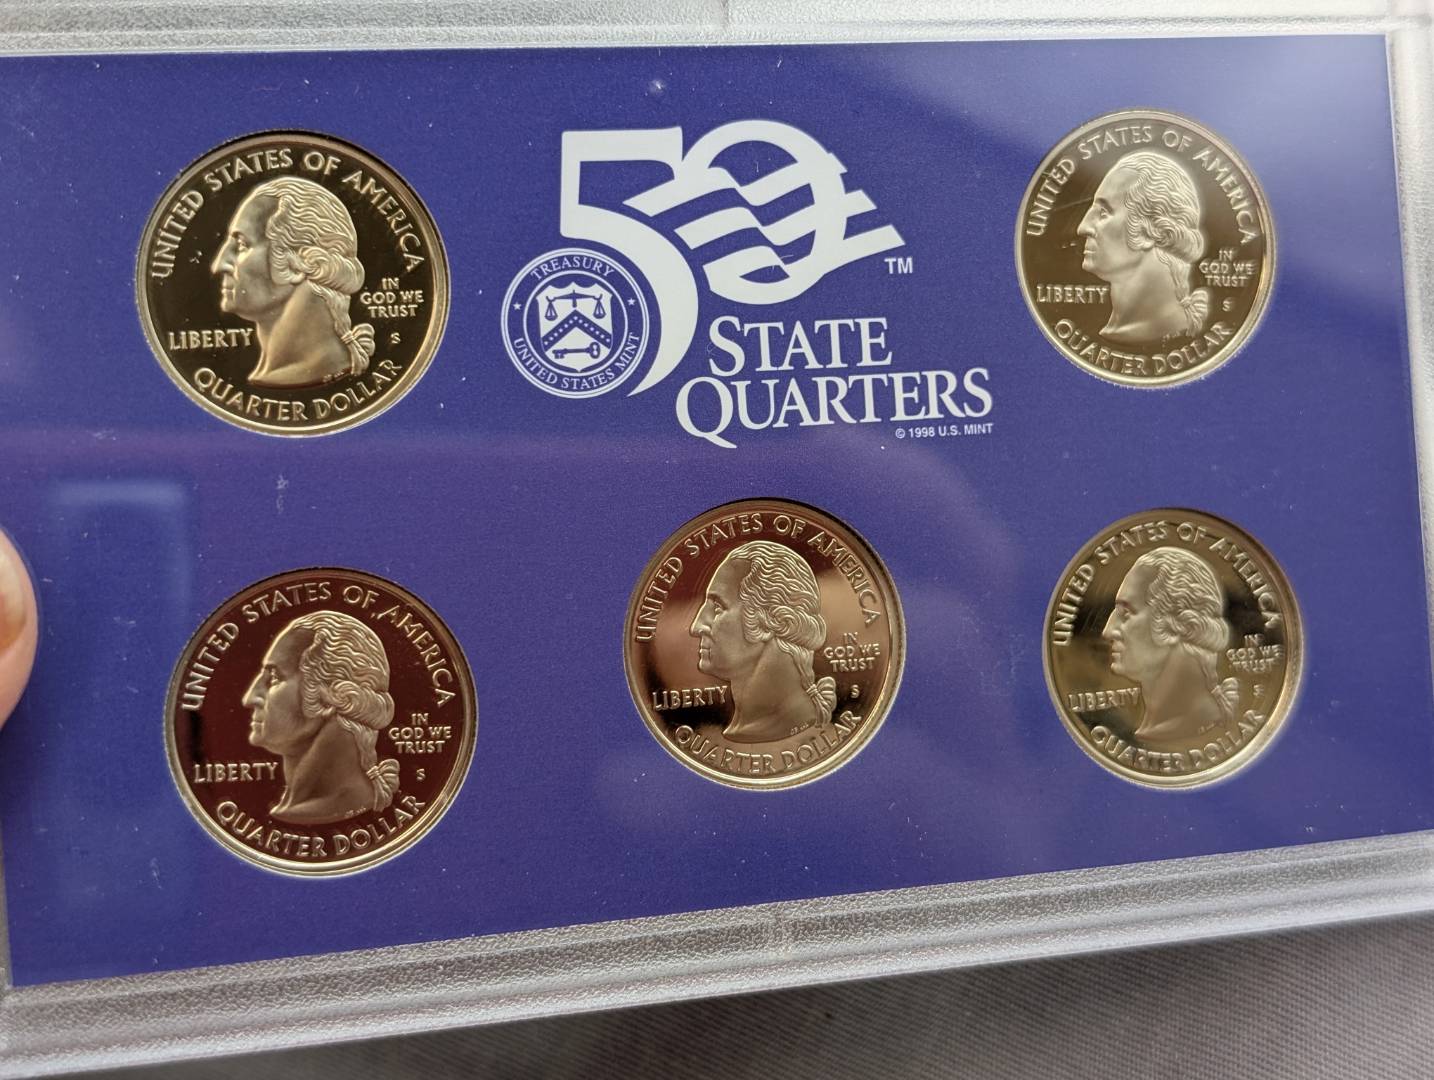 UNITED STATES OF AMERICA
IN
GOD WE
TRUST
LIBERTY
S
QUARTER DOLLAR
50
TM
TREASURY
UNITED STATES MINT
STATE
QUARTERS
© 1998 U.S. MINT
UNITED STATES OF AMERICA
IN
GOD WE
TRUST
LIBERTY
S
QUARTER DOLLAR
UNITED STATES OF AMERICA
IN
GOD WE
TRUST
LIBERTY
S
QUARTER DOLLAR
UNITED STATES OF AMERICA
IN
GOD WE
TRUST
LIBERTY
S
QUARTER DOLLAR
UNITED STATES OF AMERICA
IN
GOD WE
TRUST
LIBERTY
S
QUARTER DOLLAR